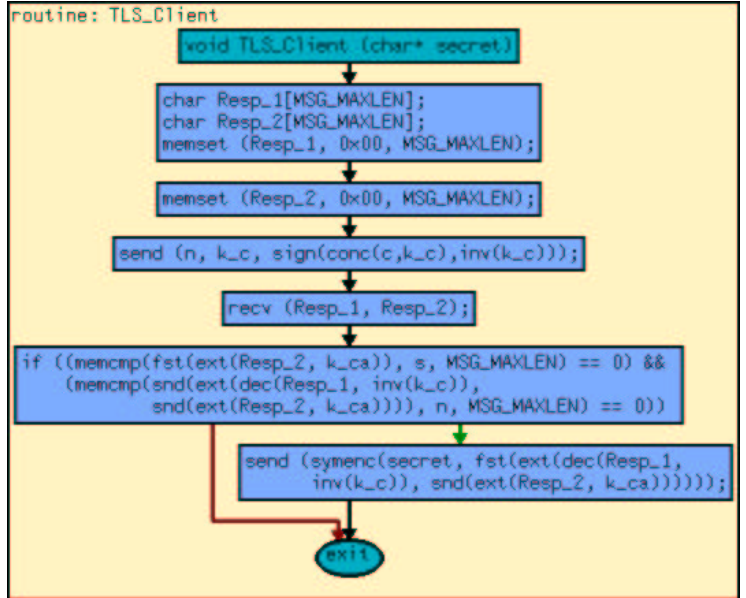 routine: TLS_Client
void TLS_Client (char* secret)
char Resp_1[MSG_MAXLEN];
char Resp_2[MSG_MAXLEN];
memset (Resp_1, 0x00, MSG_MAXLEN);
memset (Resp_2, 0x00, MSG_MAXLEN);
send (n, k_c, sign(conc(c,k_c),inv(k_c)));
recv (Resp_1, Resp_2);
if ((memcmp(fst(ext(Resp_2, k_ca)), s, MSG_MAXLEN) == 0) &&
(memcmp(snd(ext(dec(Resp_1, inv(k_c)),
snd(ext(Resp_2, k_ca)))), n, MSG_MAXLEN) == 0))
send (symenc(secret, fst(ext(dec(Resp_1,
inv(k_c)), snd(ext(Resp_2, k_ca))))));
exit